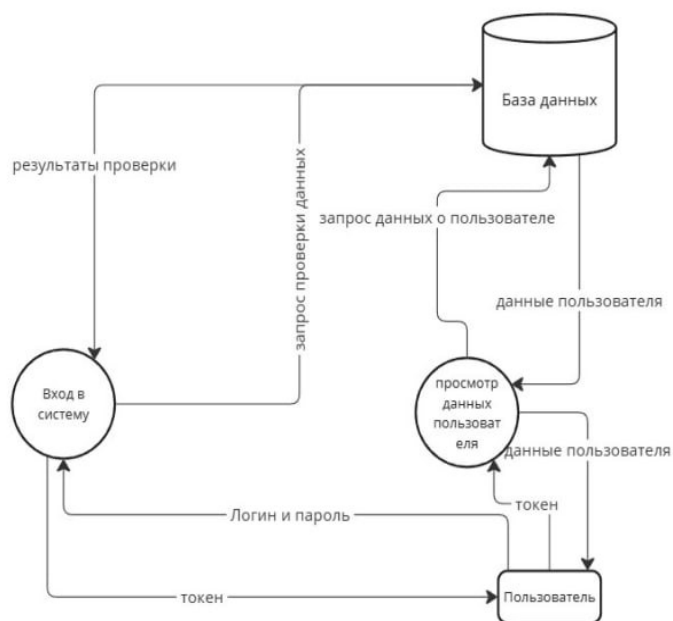 База данных
результаты проверки
запрос проверки данных
запрос данных о пользователе
данные пользователя
Вход в
систему
просмотр
данных
пользоват
еля
данные пользователя
токен
Логин и пароль
токен
Пользователь